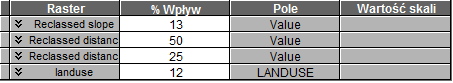 Raster % Wpływ Pole Wartość skali
Reclassed slope 13 Value
Reclassed distanc 50 Value
Reclassed distanc 25 Value
landuse 12 LANDUSE